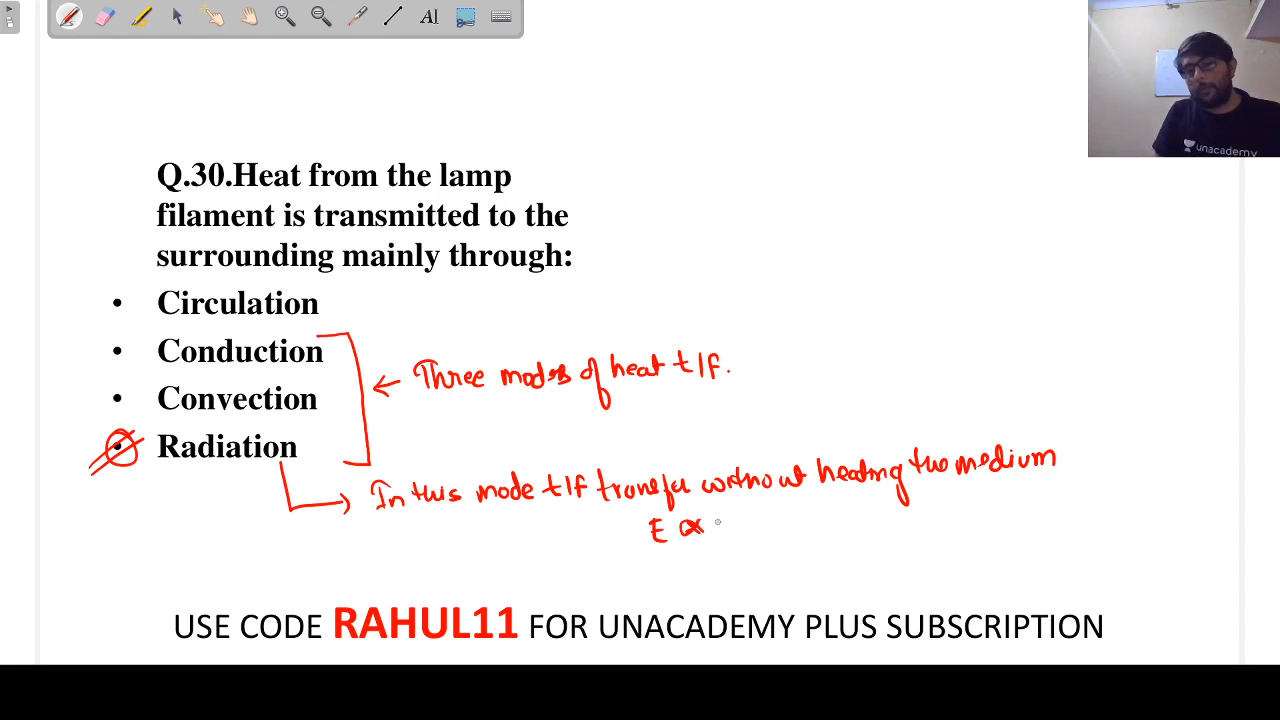 AI
unacademy
Q.30.Heat from the lamp
filament is transmitted to the
surrounding mainly through:
• Circulation
• Conduction
• Convection
• Radiation
Three modes of heat t/f.
In this mode t/f transfer without heating the medium
E ∝
USE CODE RAHUL11 FOR UNACADEMY PLUS SUBSCRIPTION